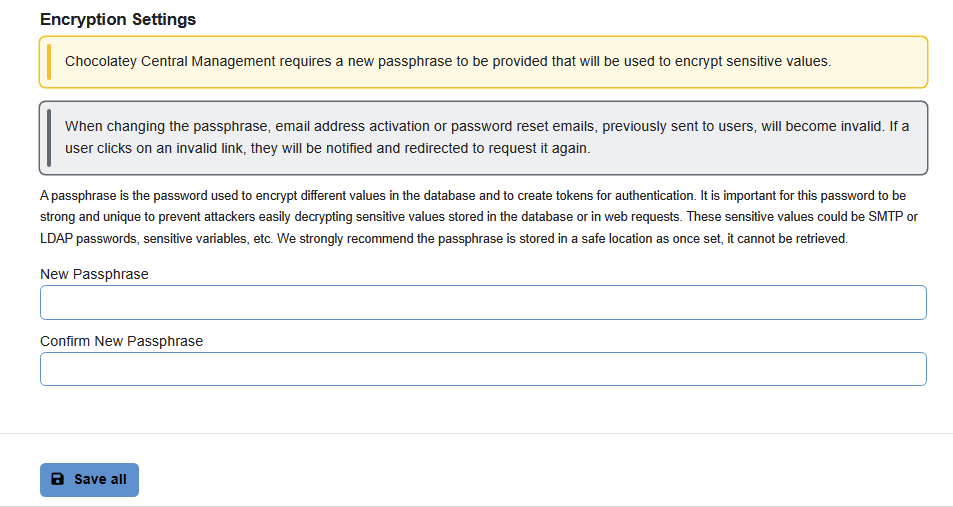 Encryption Settings
Chocolatey Central Management requires a new passphrase to be provided that will be used to encrypt sensitive values.
When changing the passphrase, email address activation or password reset emails, previously sent to users, will become invalid. If a
user clicks on an invalid link, they will be notified and redirected to request it again.
A passphrase is the password used to encrypt different values in the database and to create tokens for authentication. It is important for this password to be
strong and unique to prevent attackers easily decrypting sensitive values stored in the database or in web requests. These sensitive values could be SMTP or
LDAP passwords, sensitive variables, etc. We strongly recommend the passphrase is stored in a safe location as once set, it cannot be retrieved.
New Passphrase
Confirm New Passphrase
Save all